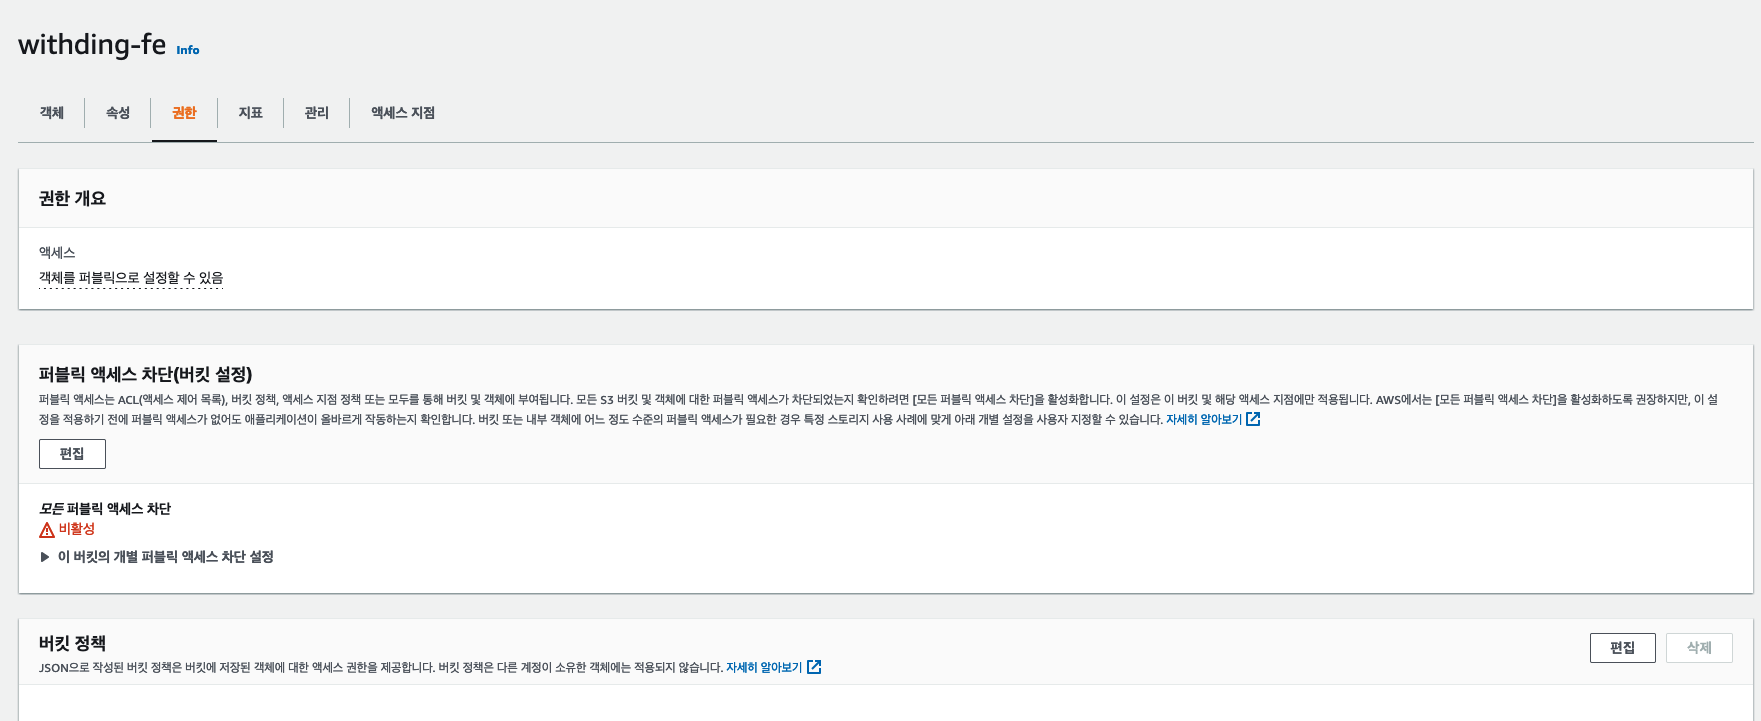 withding-fe Info
객체 속성 권한 지표 관리 액세스 지점
권한 개요
액세스
객체를 퍼블릭으로 설정할 수 있음
퍼블릭 액세스 차단(버킷 설정)
퍼블릭 액세스는 ACL(액세스 제어 목록), 버킷 정책, 액세스 지점 정책 또는 모두를 통해 버킷 및 객체에 부여됩니다. 모든 S3 버킷 및 객체에 대한 퍼블릭 액세스가 차단되었는지 확인하려면 [모든 퍼블릭 액세스 차단]을 활성화합니다. 이 설정은 이 버킷 및 해당 액세스 지점에만 적용됩니다. AWS에서는 [모든 퍼블릭 액세스 차단]을 활성화하도록 권장하지만, 이 설
정을 적용하기 전에 퍼블릭 액세스가 없어도 애플리케이션이 올바르게 작동하는지 확인합니다. 버킷 또는 내부 객체에 어느 정도 수준의 퍼블릭 액세스가 필요한 경우 특정 스토리지 사용 사례에 맞게 아래 개별 설정을 사용자 지정할 수 있습니다. 자세히 알아보기
편집
모든 퍼블릭 액세스 차단
비활성
이 버킷의 개별 퍼블릭 액세스 차단 설정
버킷 정책
편집 삭제
JSON으로 작성된 버킷 정책은 버킷에 저장된 객체에 대한 액세스 권한을 제공합니다. 버킷 정책은 다른 계정이 소유한 객체에는 적용되지 않습니다. 자세히 알아보기